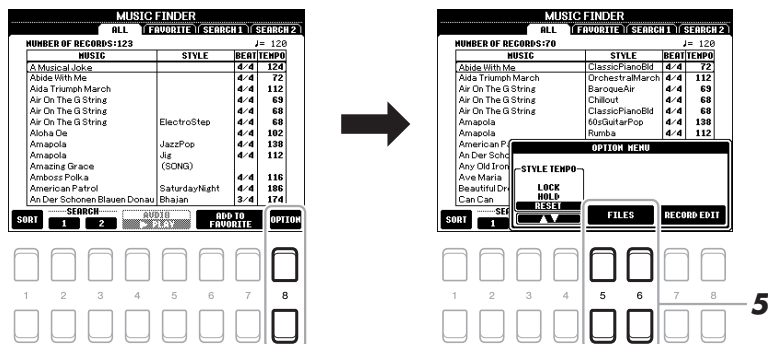 MUSIC FINDER
ALL FAVORITE SEARCH 1 SEARCH 2
NUMBER OF RECORDS:123 ♩= 120
MUSIC STYLE BEAT TEMPO
A Musical Joke 4/4 124
Abide With Me 4/4 72
Aida Triumph March 4/4 112
Air On The G String 4/4 69
Air On The G String 4/4 68
Air On The G String ElectroStep 4/4 68
Aloha Oe 4/4 102
Amapola JazzPop 4/4 138
Amapola Jig 4/4 112
Amazing Grace (SONG)
Amboss Polka 4/4 116
American Patrol SaturdayNight 4/4 186
An Der Schonen Blauen Donau Bhajan 3/4 174
SORT SEARCH 1 2 AUDIO ▶ PLAY ADD TO FAVORITE OPTION
1 2 3 4 5 6 7 8
MUSIC FINDER
ALL FAVORITE SEARCH 1 SEARCH 2
NUMBER OF RECORDS:70 ♩= 120
MUSIC STYLE BEAT TEMPO
Abide With Me ClassicPianoBld 4/4 72
Aida Triumph March OrchestralMarch 4/4 112
Air On The G String BaroqueAir 4/4 69
Air On The G String Chillout 4/4 68
Air On The G String ClassicPianoBld 4/4 68
Amapola 60sGuitarPop 4/4 138
Amapola Rumba 4/4 112
American P
An Der Scho
Any Old Iron
Ave Maria
Beautiful Dr
Can Can
OPTION MENU
STYLE TEMPO
LOCK
HOLD
RESET
▲▼ FILES RECORD EDIT
SORT SEA 1
1 2 3 4 5 6 7 8
5